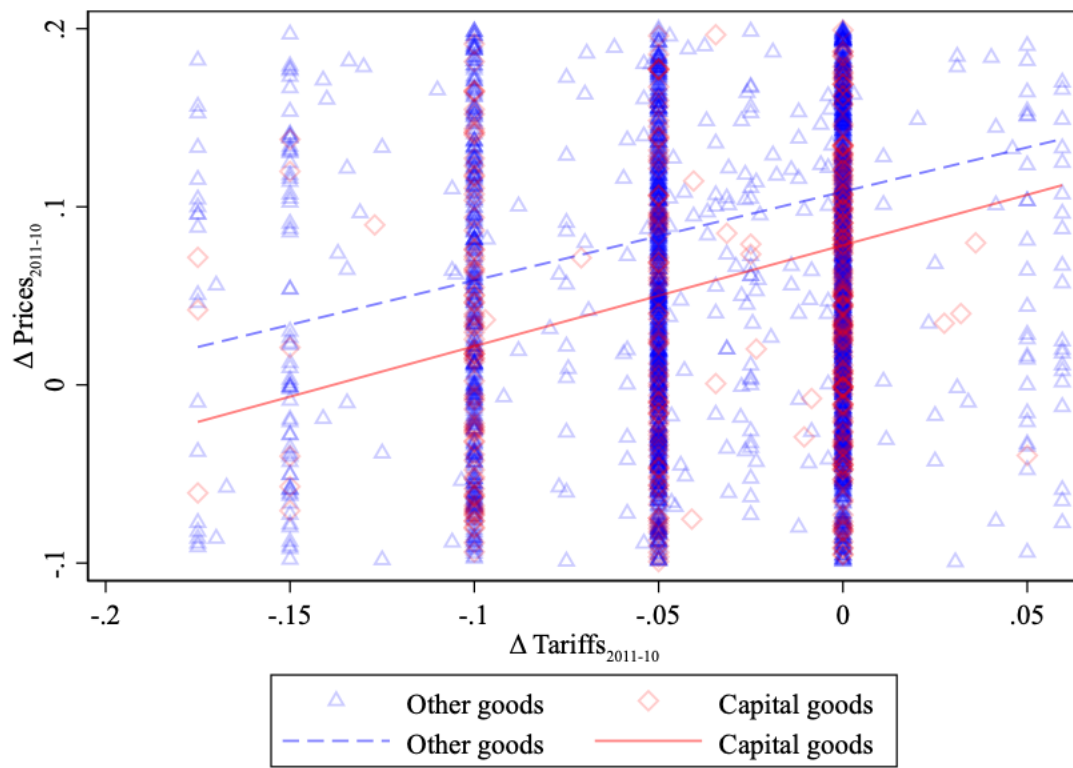 .2
.1
0
-.1
Δ Prices2011-10
-.2 -.15 -.1 -.05 0 .05
Δ Tariffs2011-10
Other goods Capital goods
Other goods Capital goods